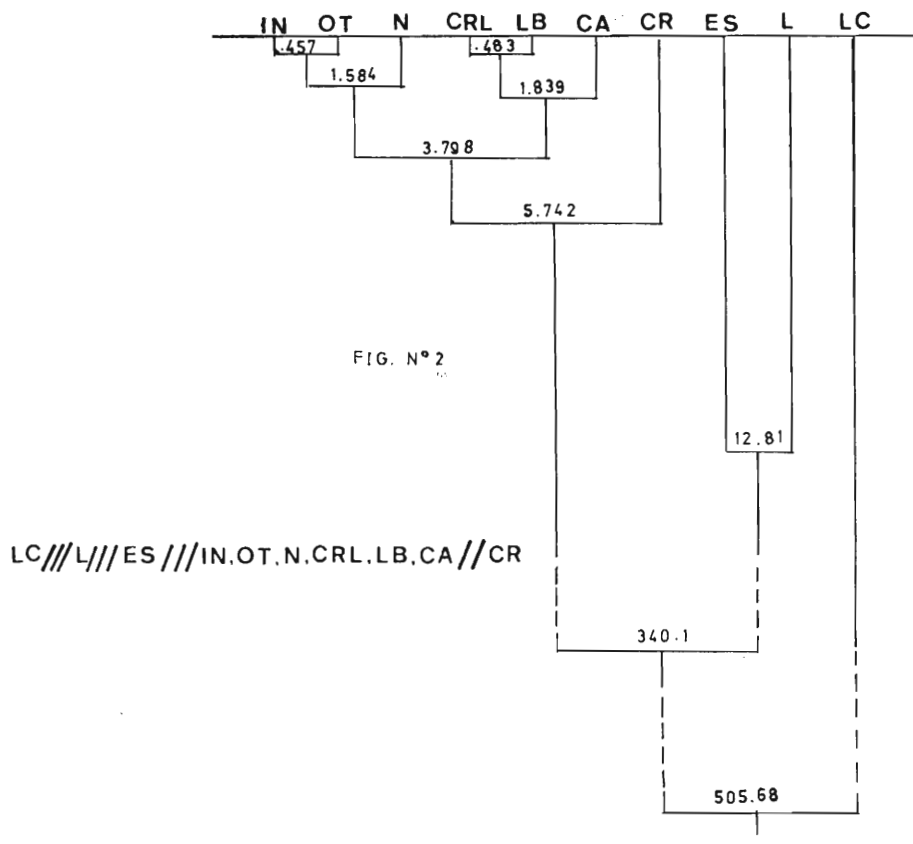 IN OT N CRL LB CA CR ES L LC
.457 .483
1.584 1.839
3.798
5.742
FIG. Nº 2
12.81
LC///L///ES///IN,OT,N,CRL,LB,CA//CR
340.1
505.68